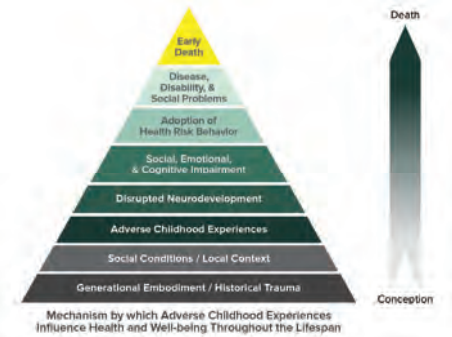 Death
Early
Death
Disease,
Disability, &
Social Problems
Adoption of
Health Risk Behavior
Social, Emotional,
& Cognitive Impairment
Disrupted Neurodevelopment
Adverse Childhood Experiences
Social Conditions / Local Context
Generational Embodiment / Historical Trauma
Conception
Mechanism by which Adverse Childhood Experiences
Influence Health and Well-being Throughout the Lifespan